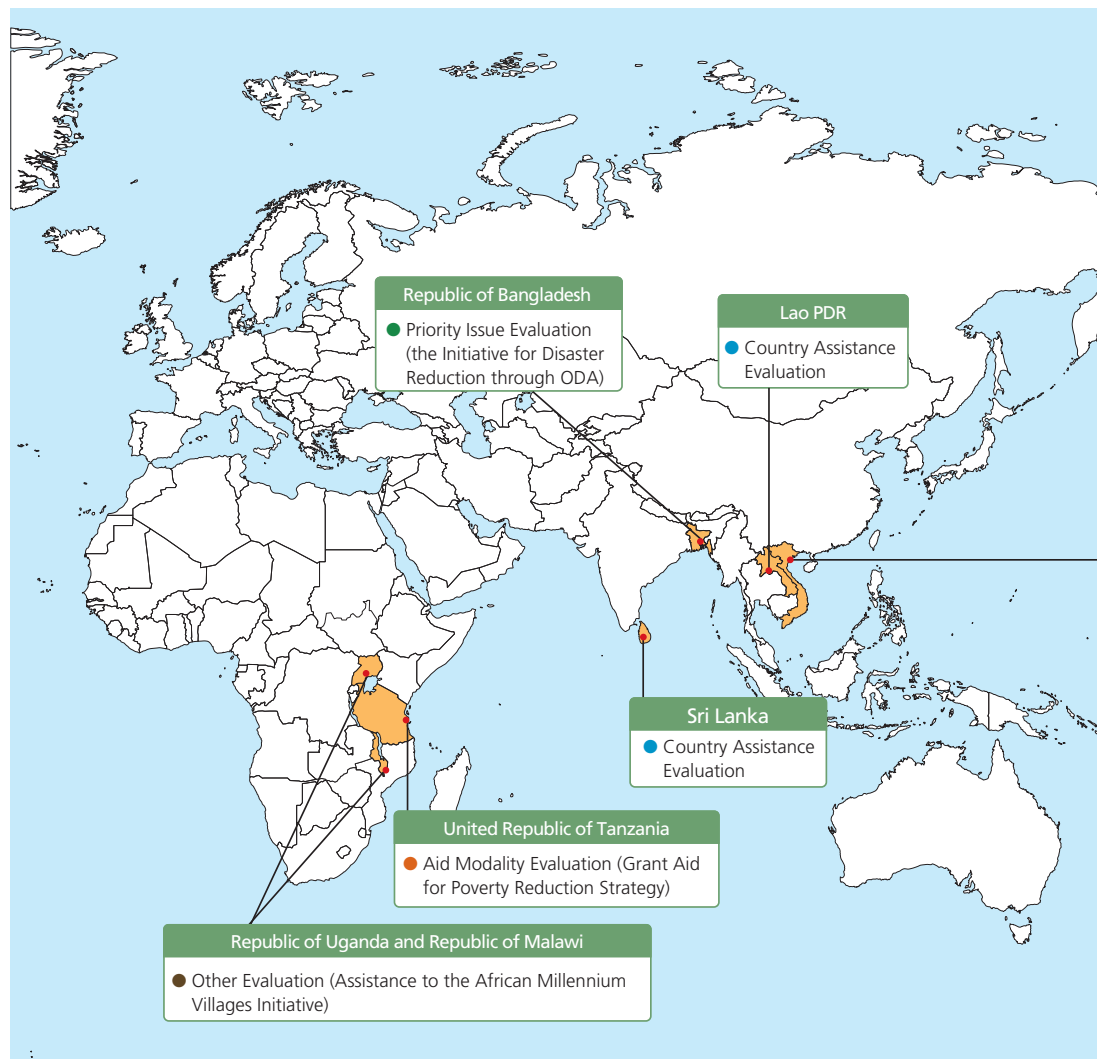 Republic of Bangladesh
Priority Issue Evaluation
(the Initiative for Disaster
Reduction through ODA)
Lao PDR
Country Assistance
Evaluation
Sri Lanka
Country Assistance
Evaluation
United Republic of Tanzania
Aid Modality Evaluation (Grant Aid
for Poverty Reduction Strategy)
Republic of Uganda and Republic of Malawi
Other Evaluation (Assistance to the African Millennium
Villages Initiative)